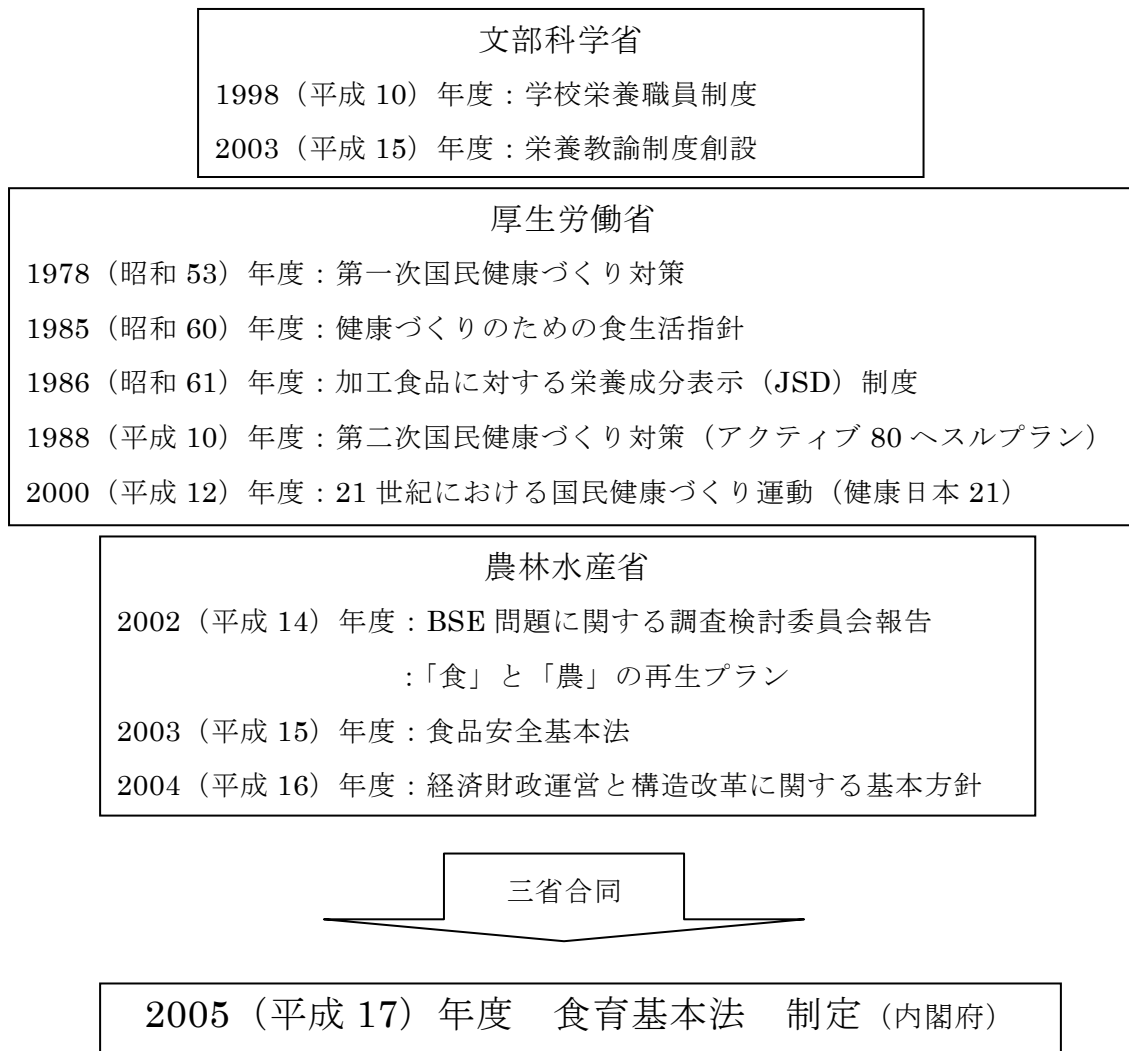 文部科学省
1998（平成 10）年度：学校栄養職員制度
2003（平成 15）年度：栄養教諭制度創設
厚生労働省
1978（昭和 53）年度：第一次国民健康づくり対策
1985（昭和 60）年度：健康づくりのための食生活指針
1986（昭和 61）年度：加工食品に対する栄養成分表示（JSD）制度
1988（平成 10）年度：第二次国民健康づくり対策（アクティブ 80 ヘスルプラン）
2000（平成 12）年度：21 世紀における国民健康づくり運動（健康日本 21）
農林水産省
2002（平成 14）年度：BSE 問題に関する調査検討委員会報告
：「食」と「農」の再生プラン
2003（平成 15）年度：食品安全基本法
2004（平成 16）年度：経済財政運営と構造改革に関する基本方針
三省合同
2005（平成 17）年度　食育基本法　制定（内閣府）